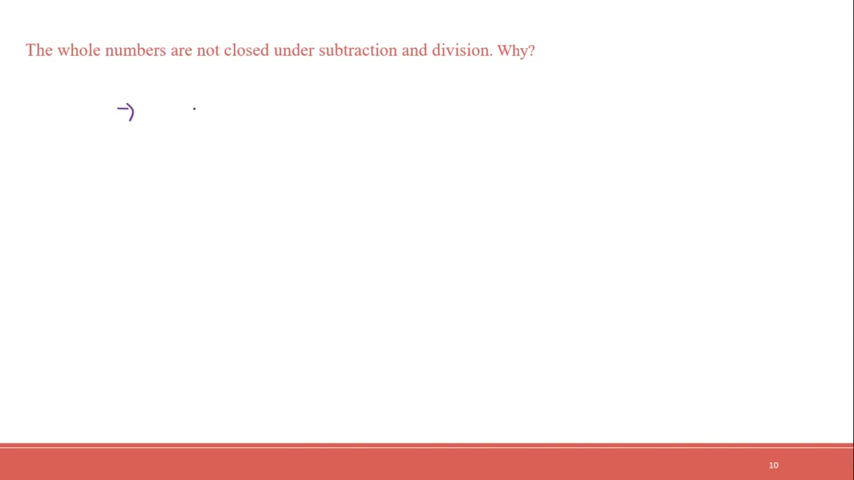 The whole numbers are not closed under subtraction and division. Why?
→
10